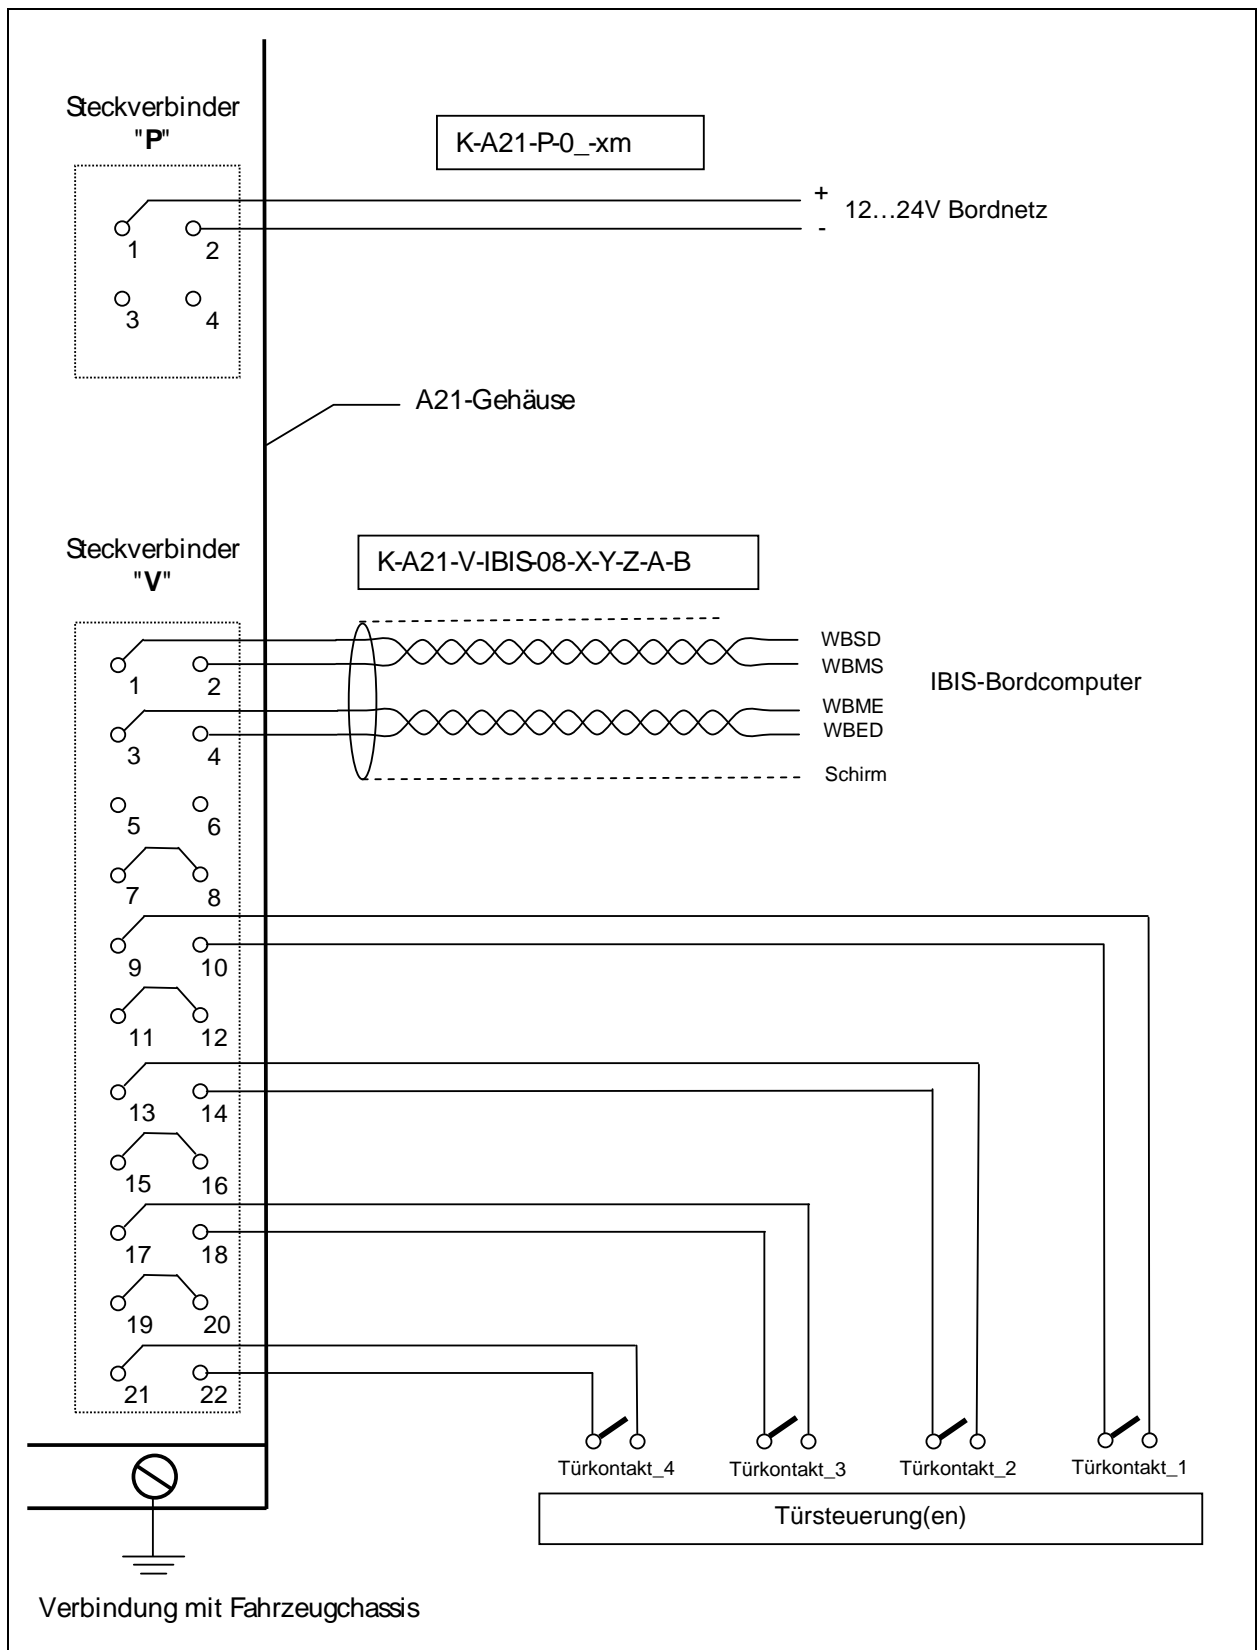 Steckverbinder
"P"
K-A21-P-0_-xm
+
12…24V Bordnetz
-
1
2
3
4
A21-Gehäuse
Steckverbinder
"V"
K-A21-V-IBIS-08-X-Y-Z-A-B
WBSD
WBMS
IBIS-Bordcomputer
1
2
WBME
WBED
3
4
Schirm
5
6
7
8
9
10
11
12
13
14
15
16
17
18
19
20
21
22
Türkontakt_4
Türkontakt_3
Türkontakt_2
Türkontakt_1
Türsteuerung(en)
Verbindung mit Fahrzeugchassis